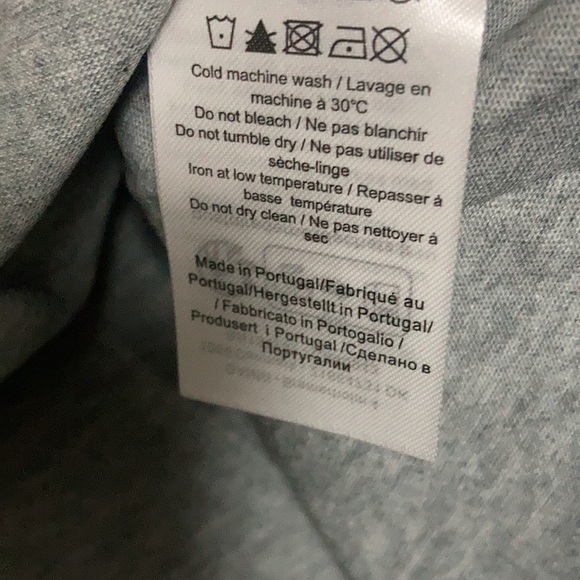 Cold machine wash / Lavage en
machine à 30°C
Do not bleach / Ne pas blanchir
Do not tumble dry / Ne pas utiliser de
sèche-linge
Iron at low temperature / Repasser à
basse température
Do not dry clean / Ne pas nettoyer à
sec
Made in Portugal/Fabriqué au
Portugal/Hergestellt in Portugal/
/ Fabbricato in Portogalio /
Produsert i Portugal /Сделано в
Португалии